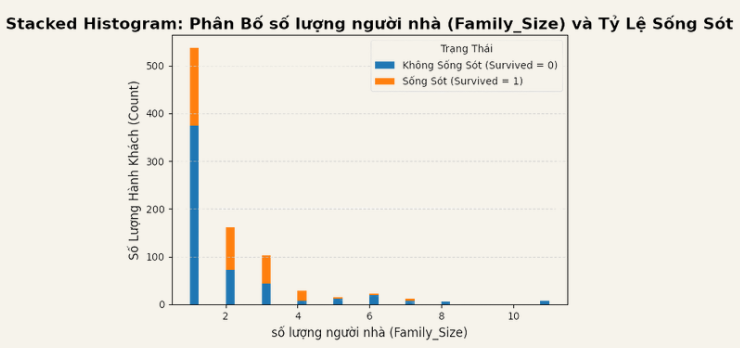 Stacked Histogram: Phân Bố số lượng người nhà (Family_Size) và Tỷ Lệ Sống Sót
Trạng Thái
Không Sống Sót (Survived = 0)
Sống Sót (Survived = 1)
Số Lượng Hành Khách (Count)
500
400
300
200
100
0
2
4
6
8
10
số lượng người nhà (Family_Size)